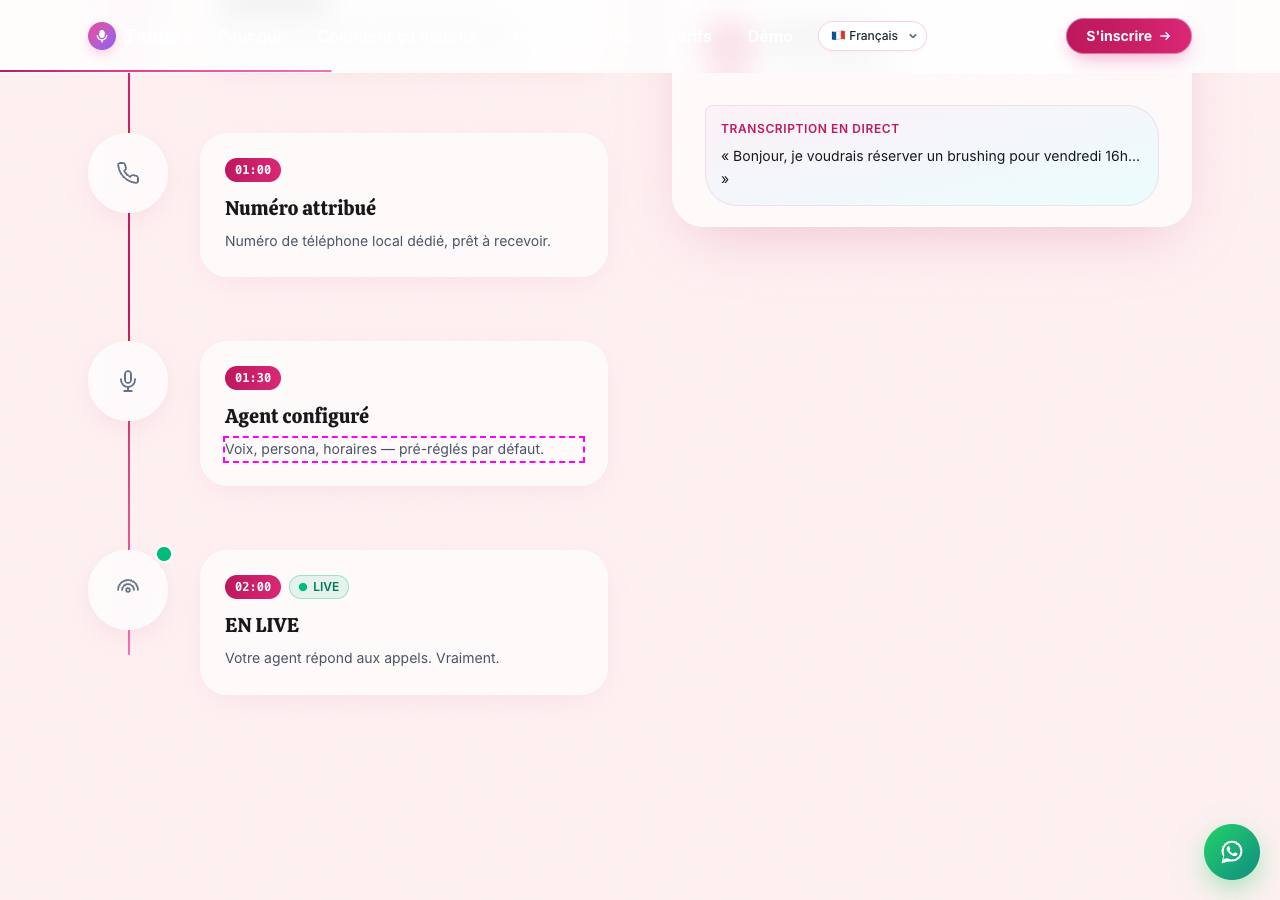 Démo
🇫🇷 Français
S'inscrire →
TRANSCRIPTION EN DIRECT
« Bonjour, je voudrais réserver un brushing pour vendredi 16h...
»
01:00
Numéro attribué
Numéro de téléphone local dédié, prêt à recevoir.
01:30
Agent configuré
Voix, persona, horaires — pré-réglés par défaut.
02:00
LIVE
EN LIVE
Votre agent répond aux appels. Vraiment.